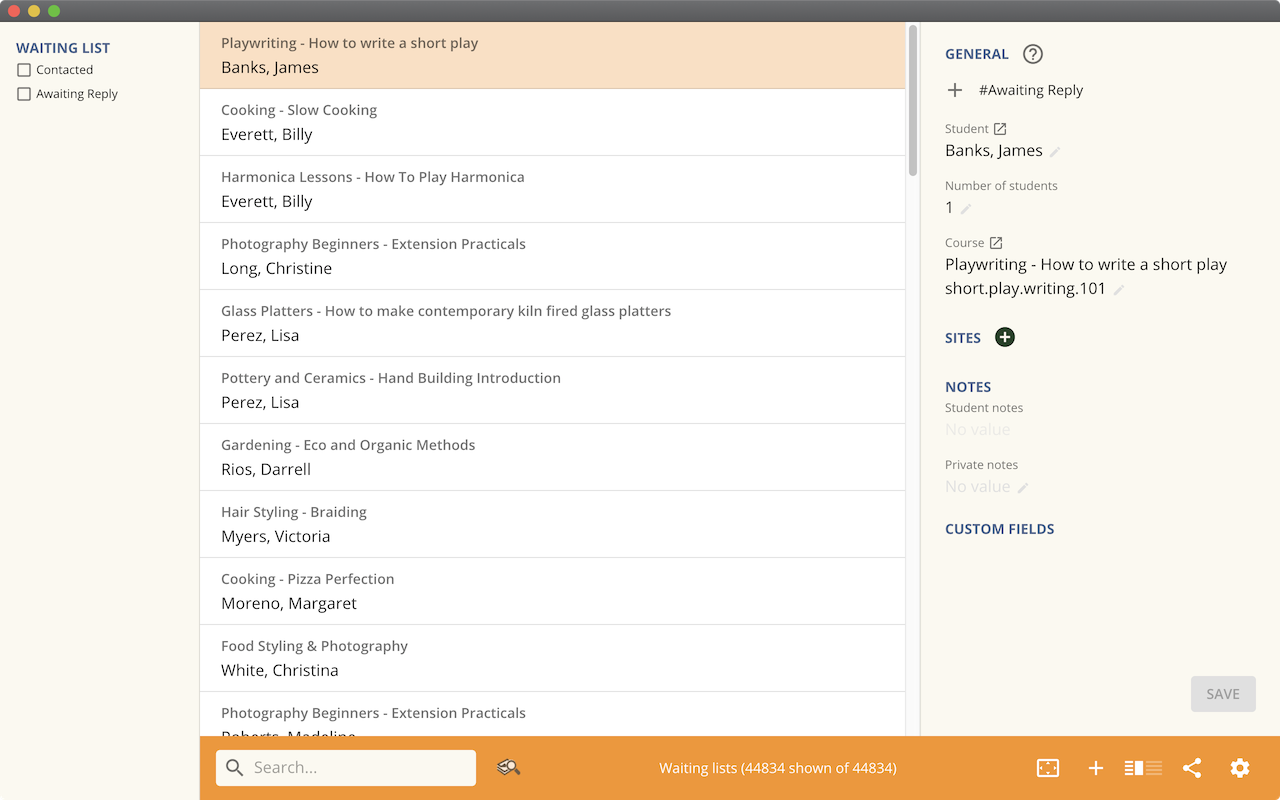 WAITING LIST
Contacted
Awaiting Reply
Playwriting - How to write a short play
Banks, James
Cooking - Slow Cooking
Everett, Billy
Harmonica Lessons - How To Play Harmonica
Everett, Billy
Photography Beginners - Extension Practicals
Long, Christine
Glass Platters - How to make contemporary kiln fired glass platters
Perez, Lisa
Pottery and Ceramics - Hand Building Introduction
Perez, Lisa
Gardening - Eco and Organic Methods
Rios, Darrell
Hair Styling - Braiding
Myers, Victoria
Cooking - Pizza Perfection
Moreno, Margaret
Food Styling & Photography
White, Christina
Photography Beginners - Extension Practicals
Roberts, Madeline
Search...
Waiting lists (44834 shown of 44834)
GENERAL
#Awaiting Reply
Student
Banks, James
Number of students
1
Course
Playwriting - How to write a short play
short.play.writing.101
SITES
NOTES
Student notes
No value
Private notes
No value
CUSTOM FIELDS
SAVE